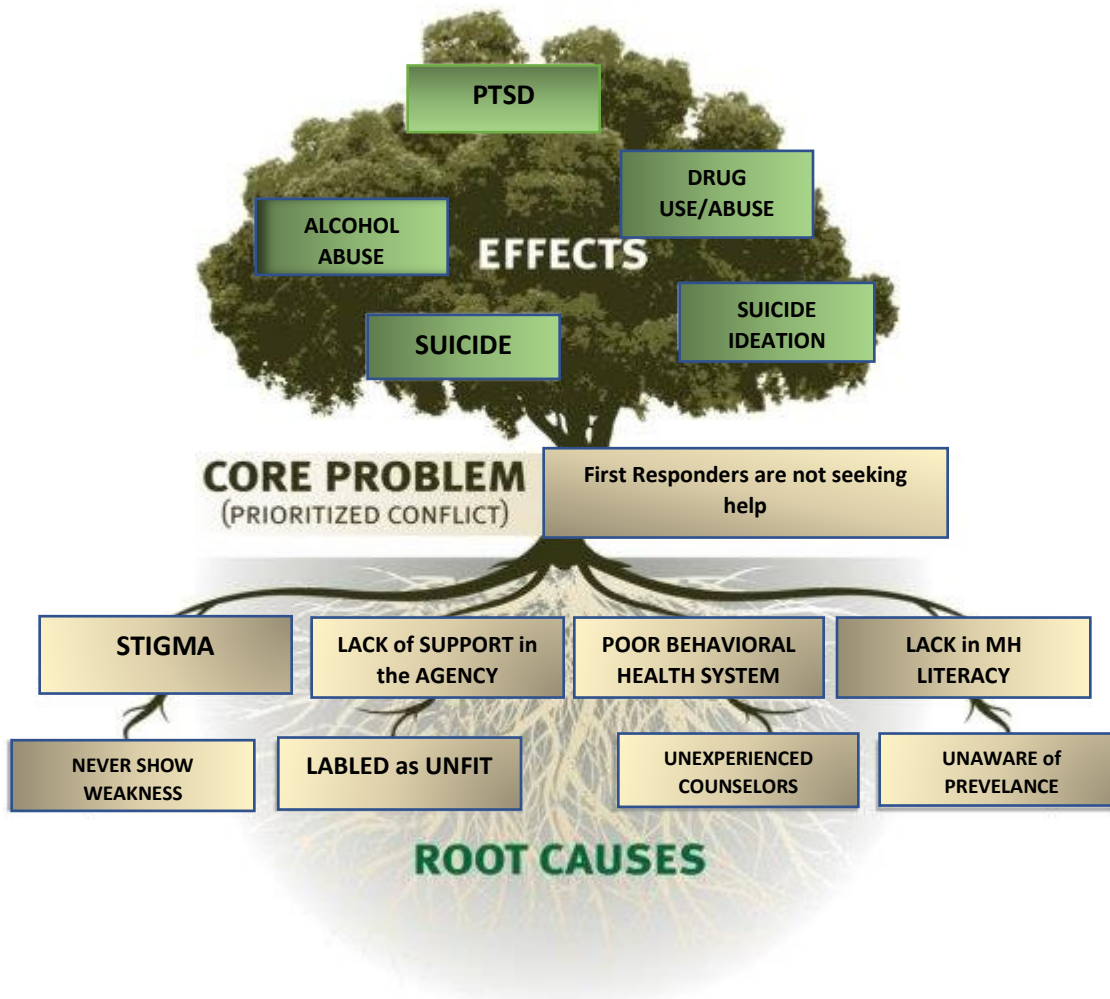 PTSD
DRUG
USE/ABUSE
ALCOHOL
ABUSE
EFFECTS
SUICIDE
IDEATION
SUICIDE
CORE PROBLEM
(PRIORITIZED CONFLICT)
First Responders are not seeking
help
STIGMA
LACK of SUPPORT in
the AGENCY
POOR BEHAVIORAL
HEALTH SYSTEM
LACK in MH
LITERACY
NEVER SHOW
WEAKNESS
LABLED as UNFIT
UNEXPERIENCED
COUNSELORS
UNAWARE of
PREVELANCE
ROOT CAUSES